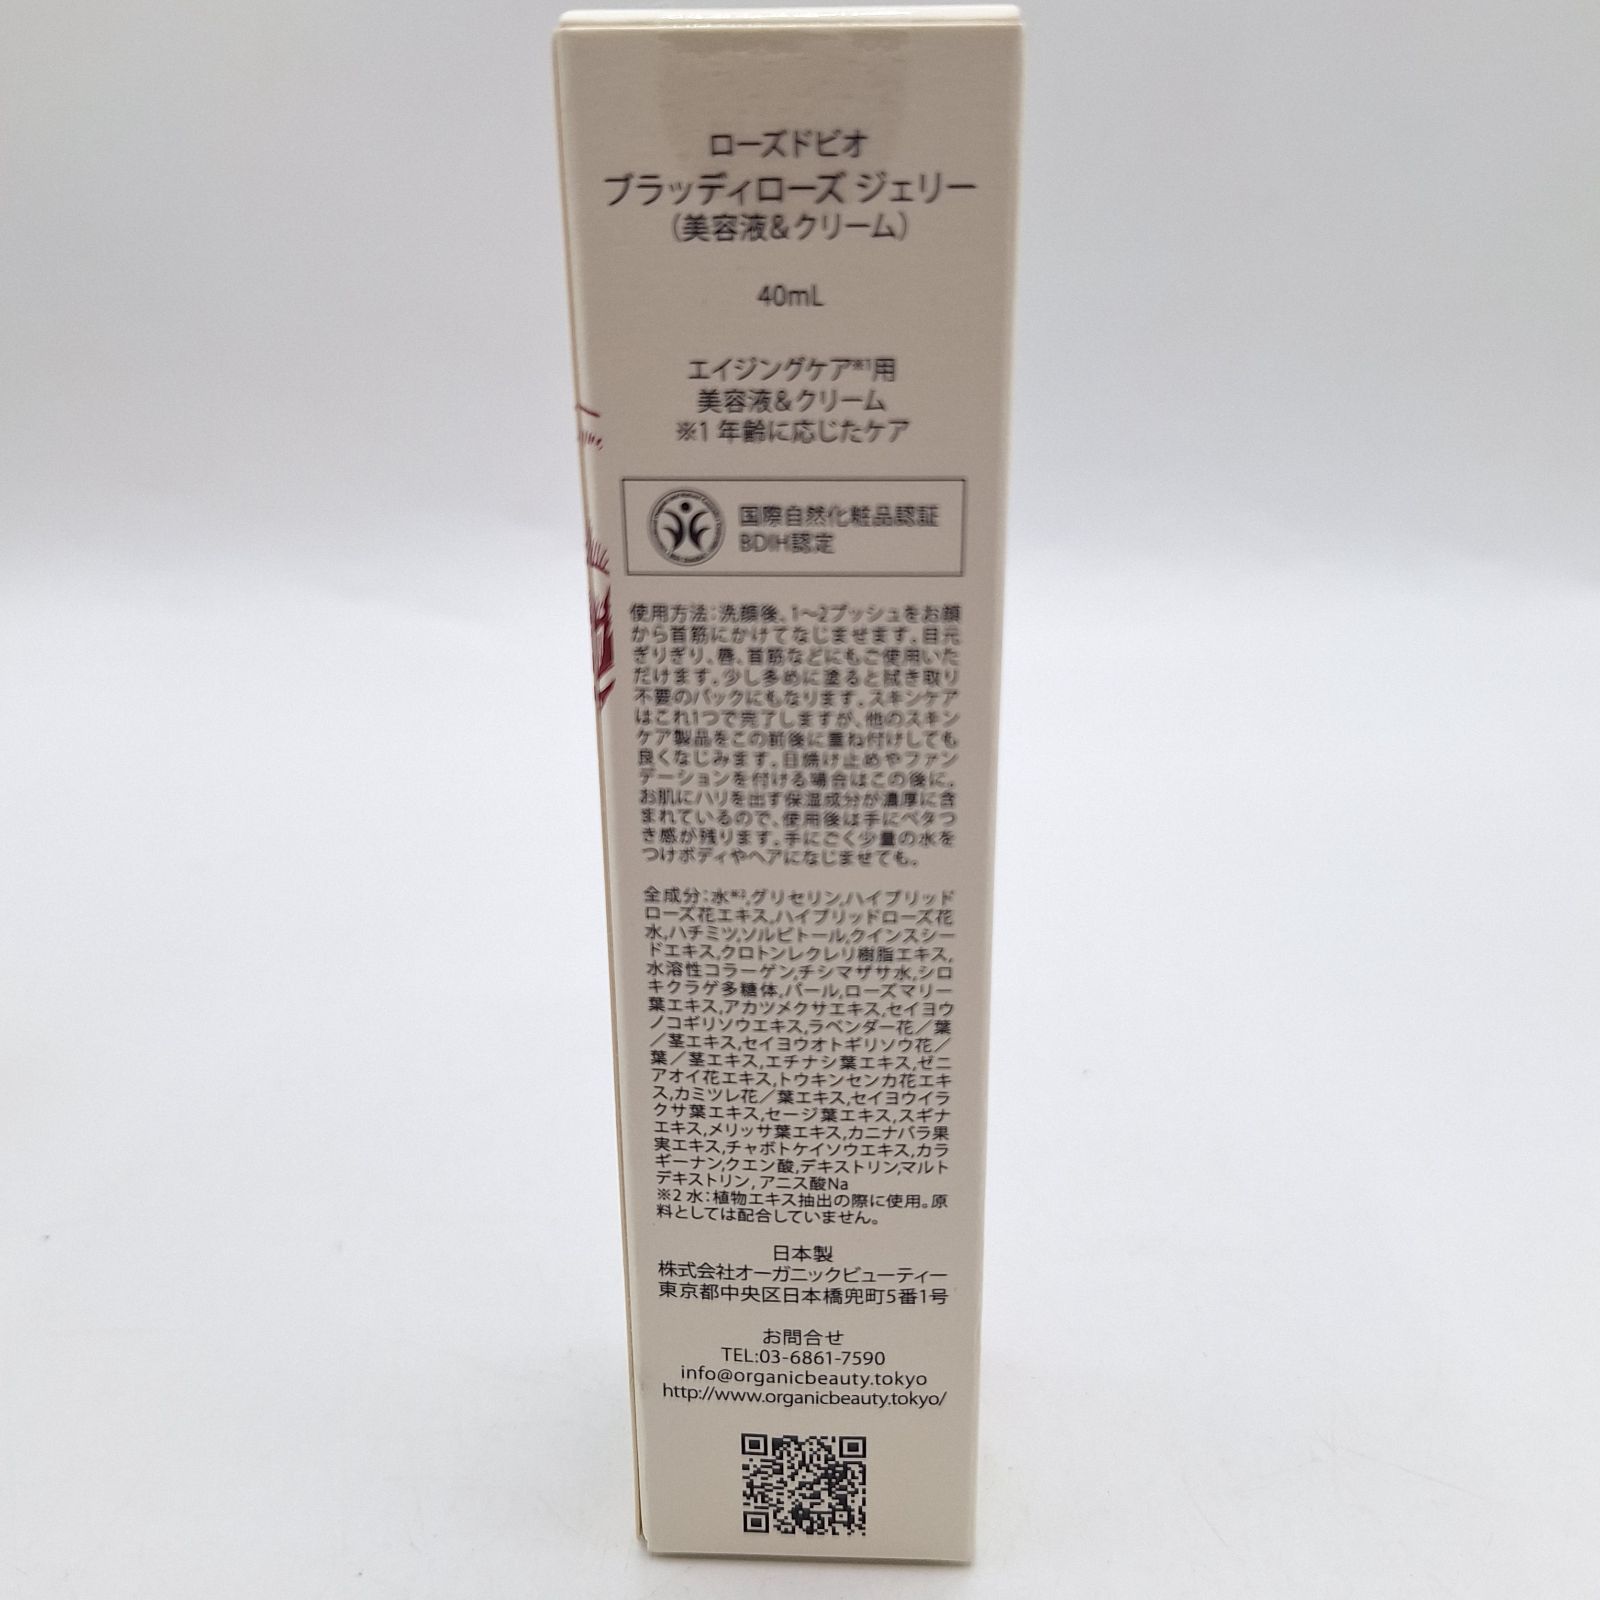 ローズドビオ
ブラッディローズ ジェリー
(美容液&クリーム)
40mL
エイジングケア※1用
美容液&クリーム
※1 年齢に応じたケア
国際自然化粧品認証
BDIH認定
使用方法:洗顔後、1〜2プッシュをお顔
から首筋にかけてなじませます。目元
ぎりぎり、唇、首筋などにもご使用いた
だけます。少し多めに塗ると拭き取り
不要のパックにもなります。スキンケア
はこれ1つで完了しますが、他のスキン
ケア製品をこの前後に重ね付けしても
良くなじみます。日焼け止めやファン
デーションを付ける場合はこの後に。
お肌にハリを出す保湿成分が濃厚に含
まれているので、使用後は手にベタつ
き感が残ります。手にごく少量の水を
つけボディやヘアになじませても。
全成分:水※2,グリセリン,ハイブリッド
ローズ花エキス,ハイブリッドローズ花
水,ハチミツ,ソルビトール,クインスシー
ドエキス,クロトンレクレリ樹脂エキス,
水溶性コラーゲン,チシマザサ水,シロ
キクラゲ多糖体,パール,ローズマリー
葉エキス,アカツメクサエキス,セイヨウ
ノコギリソウエキス,ラベンダー花/葉
/茎エキス,セイヨウオトギリソウ花/
葉/茎エキス,エチナシ葉エキス,ゼニ
アオイ花エキス,トウキンセンカ花エキ
ス,カミツレ花/葉エキス,セイヨウイラ
クサ葉エキス,セージ葉エキス,スギナ
エキス,メリッサ葉エキス,カニナバラ果
実エキス,チャボトケイソウエキス,カラ
ギーナン,クエン酸,デキストリン,マルト
デキストリン, アニス酸Na
※2 水:植物エキス抽出の際に使用。原
料としては配合していません。
日本製
株式会社オーガニックビューティー
東京都中央区日本橋兜町5番1号
お問合せ
TEL:03-6861-7590
info@organicbeauty.tokyo
http://www.organicbeauty.tokyo/